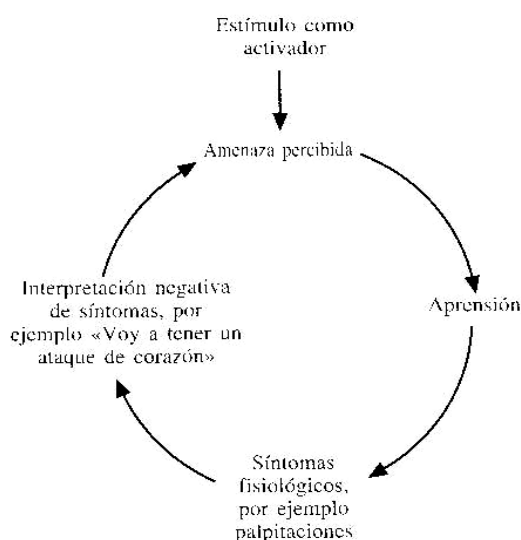 Estímulo como
activador
Amenaza percibida
Aprensión
Síntomas
fisiológicos,
por ejemplo
palpitaciones
Interpretación negativa
de síntomas, por
ejemplo «Voy a tener un
ataque de corazón»